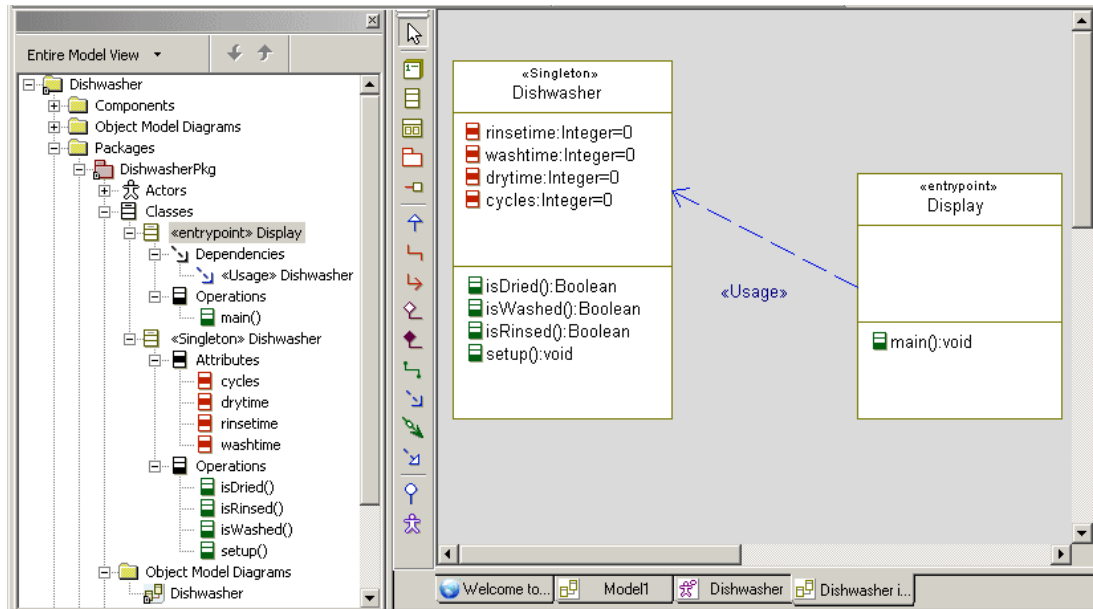 Entire Model View
Dishwasher
Components
Object Model Diagrams
Packages
DishwasherPkg
Actors
Classes
«entrypoint» Display
Dependencies
«Usage» Dishwasher
Operations
main()
«Singleton» Dishwasher
Attributes
cycles
drytime
rinsetime
washtime
Operations
isDried()
isRinsed()
isWashed()
setup()
Object Model Diagrams
Dishwasher
«Singleton»
Dishwasher
rinsetime:Integer=0
washtime:Integer=0
drytime:Integer=0
cycles:Integer=0
isDried():Boolean
isWashed():Boolean
isRinsed():Boolean
setup():void
«Usage»
«entrypoint»
Display
main():void
Welcome to...
Model1
Dishwasher
Dishwasher i...